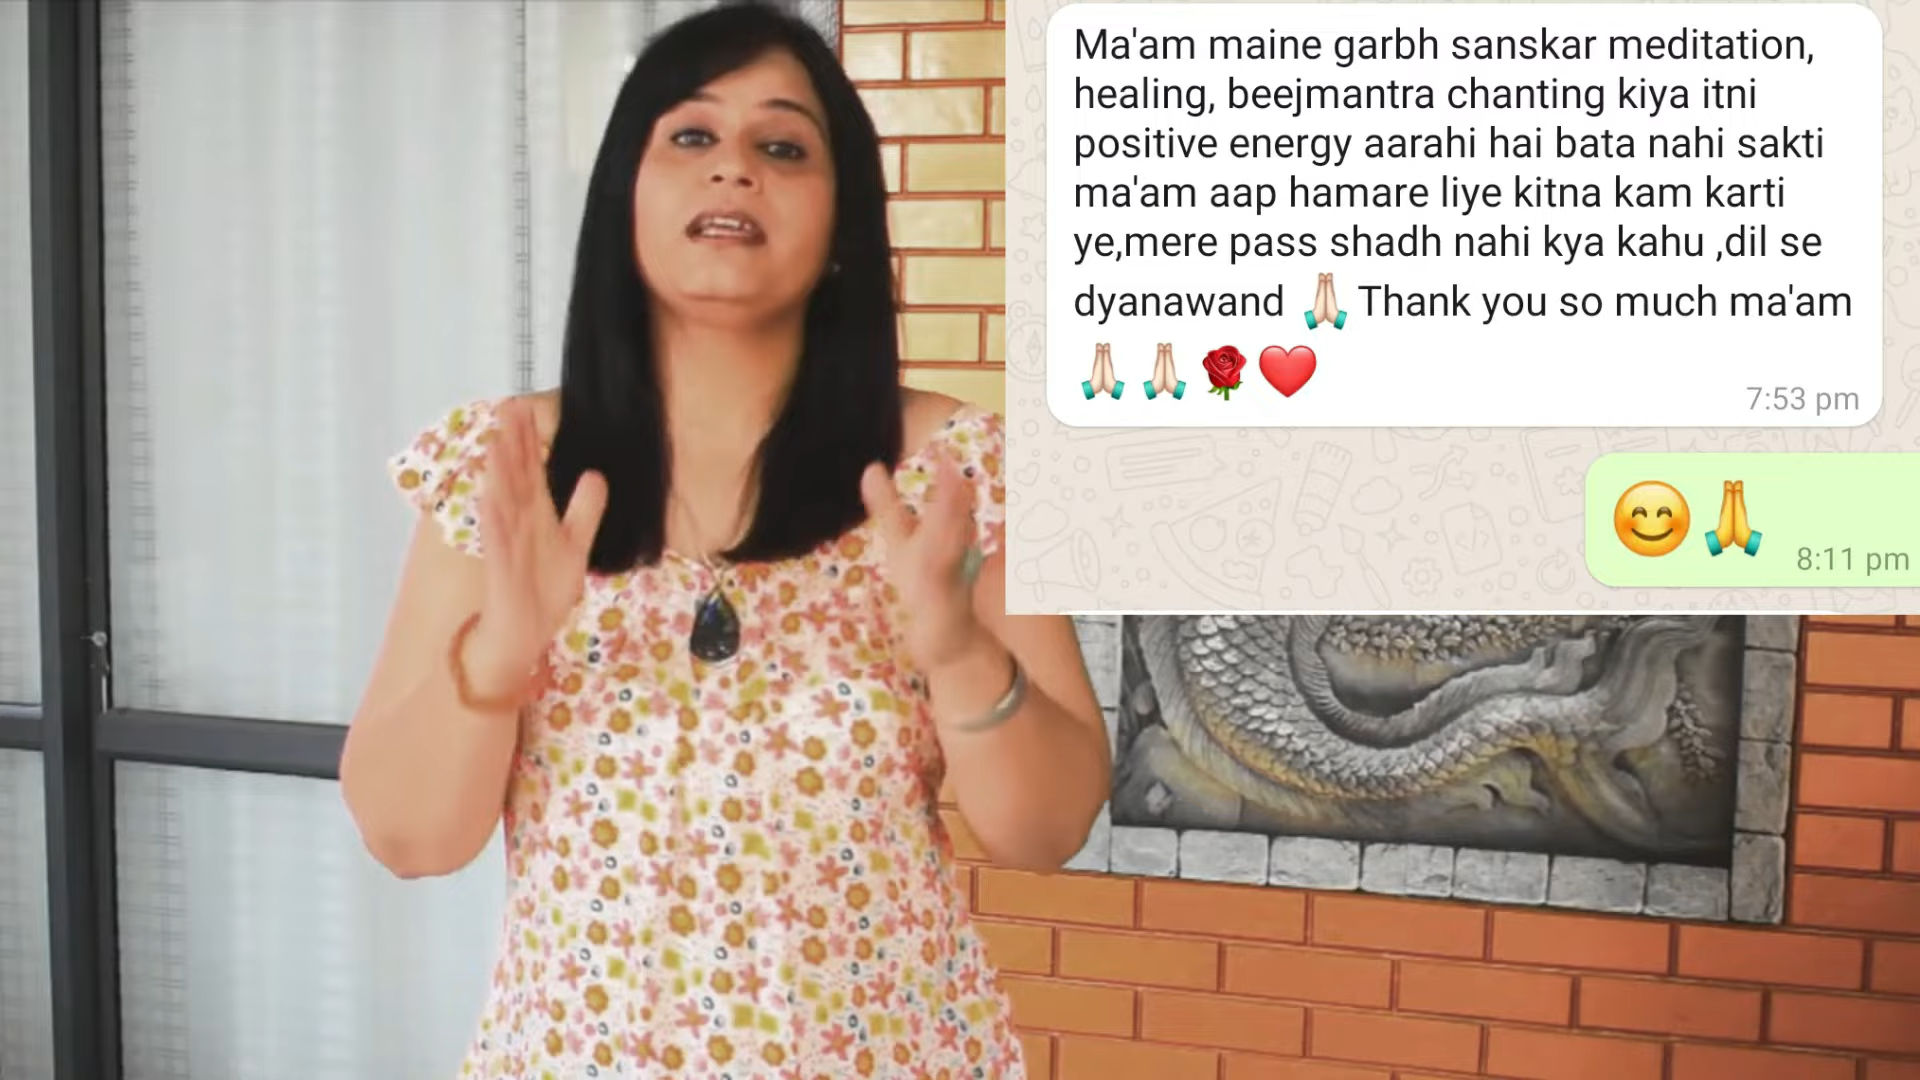 Ma'am maine garbh sanskar meditation,
healing, beejmantra chanting kiya itni
positive energy aarahi hai bata nahi sakti
ma'am aap hamare liye kitna kam karti
ye,mere pass shadh nahi kya kahu ,dil se
dyanawand 🙏🏻 Thank you so much ma'am
🙏🏻 🙏🏻 🌹 ❤️
7:53 pm
😊🙏
8:11 pm